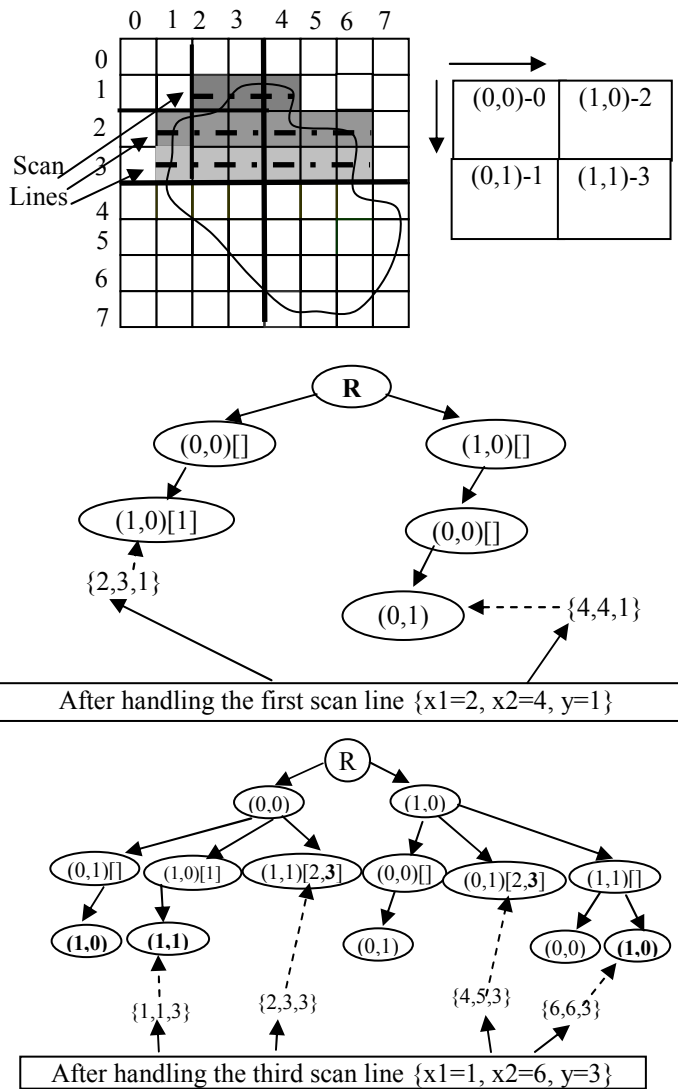 0 1 2 3 4 5 6 7
0
1
2
3
4
5
6
7
Scan
Lines
(0,0)-0 (1,0)-2
(0,1)-1 (1,1)-3
R
(0,0)[] (1,0)[]
(1,0)[1] (0,0)[]
{2,3,1} (0,1) {4,4,1}
After handling the first scan line {x1=2, x2=4, y=1}
R
(0,0) (1,0)
(0,1)[] (1,0)[1] (1,1)[2,3] (0,0)[] (0,1)[2,3] (1,1)[]
(1,0) (1,1) (0,1) (0,0) (1,0)
{1,1,3} {2,3,3} {4,5,3} {6,6,3}
After handling the third scan line {x1=1, x2=6, y=3}